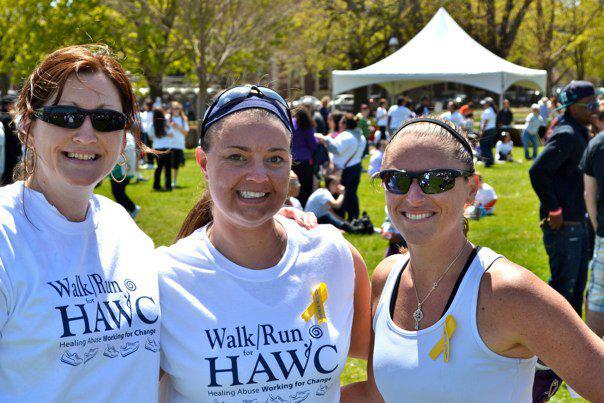 Walk/Run
for
HAWC
Healing Abuse Working for Change
Walk/Run
for
HAWC
Healing Abuse Working for Change